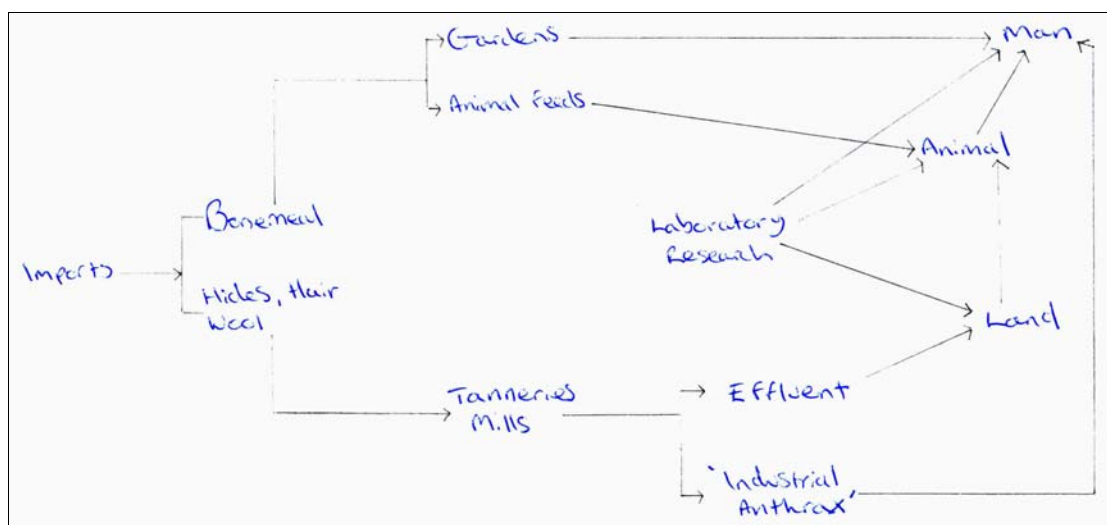 Gardens
Man
Animal Feeds
Animal
Bonemeal
Laboratory
Research
Imports
Hides, Hair
Wool
Land
Tanneries
Mills
Effluent
'Industrial
Anthrax'